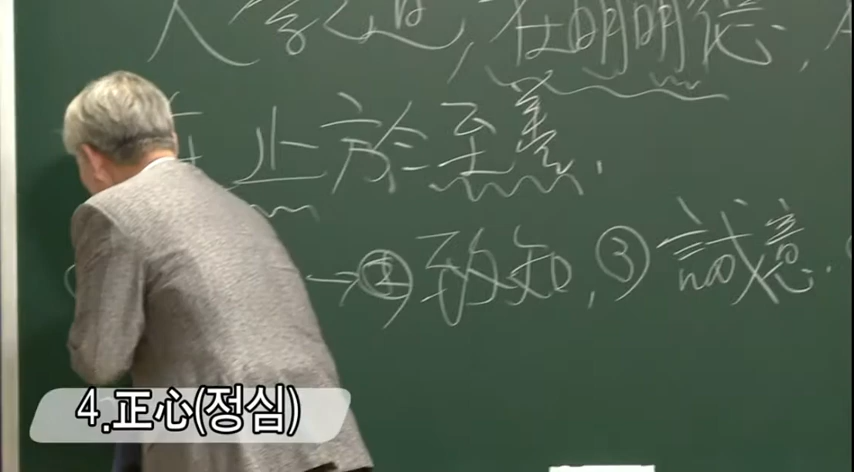 大學之道, 在明明德,
止於至善.
→ ② 致知, ③ 誠意.
4.正心(정심)